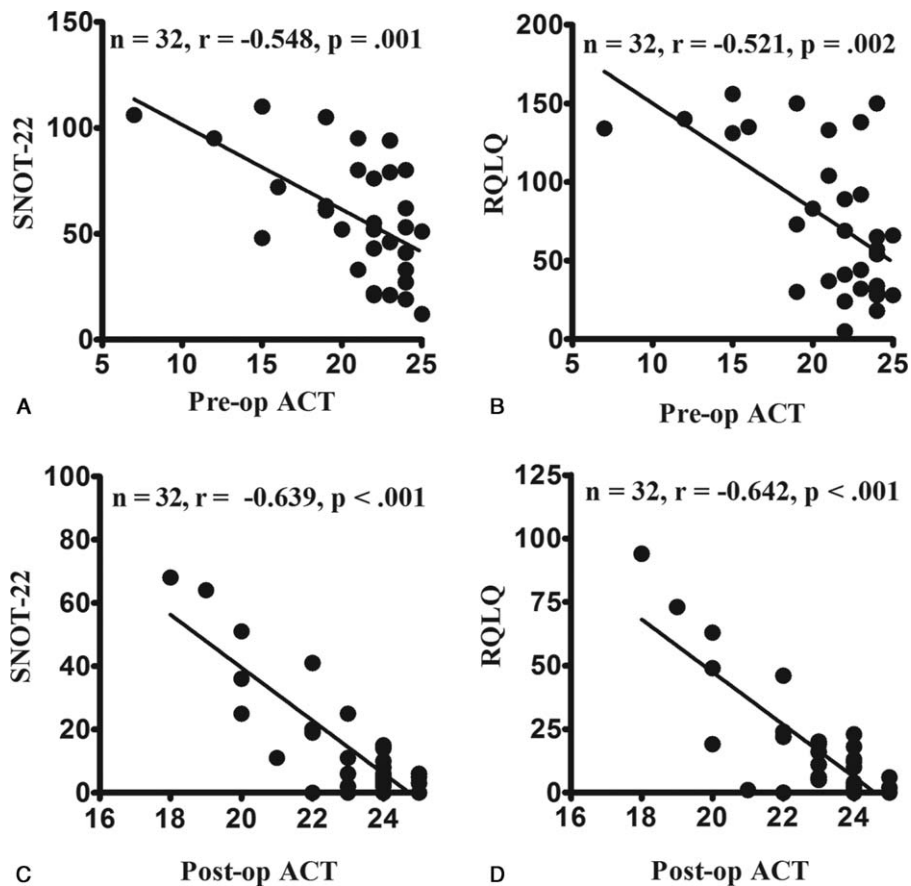 n = 32, r = -0.548, p = .001
SNOT-22
150
100
50
0
5
10
15
20
25
A
Pre-op ACT
n = 32, r = -0.521, p = .002
RQLQ
200
150
100
50
0
5
10
15
20
25
B
Pre-op ACT
n = 32, r = -0.639, p < .001
SNOT-22
100
80
60
40
20
0
16
18
20
22
24
C
Post-op ACT
n = 32, r = -0.642, p < .001
RQLQ
125
100
75
50
25
0
16
18
20
22
24
D
Post-op ACT